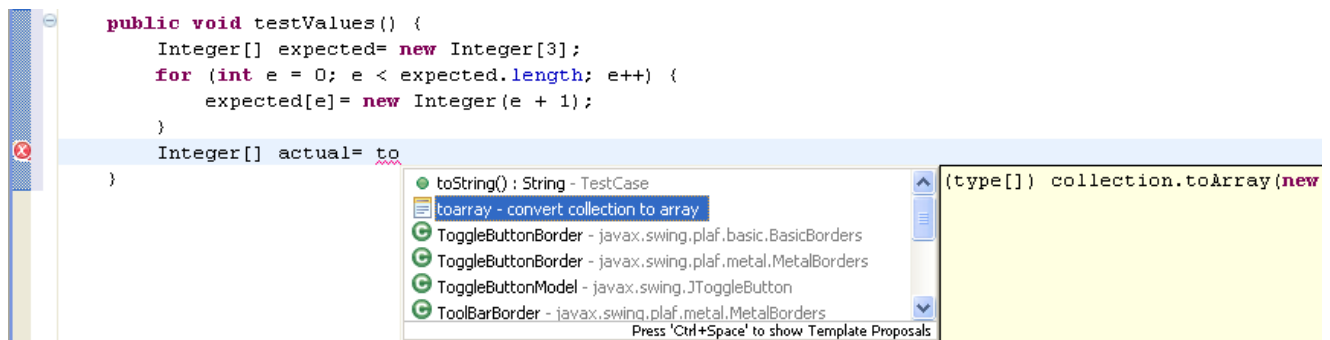 public void testValues() {
Integer[] expected= new Integer[3];
for (int e = 0; e < expected.length; e++) {
expected[e]= new Integer(e + 1);
}
Integer[] actual= to
}
toString() : String - TestCase
toarray - convert collection to array
ToggleButtonBorder - javax.swing.plaf.basic.BasicBorders
ToggleButtonBorder - javax.swing.plaf.metal.MetalBorders
ToggleButtonModel - javax.swing.JToggleButton
ToolBarBorder - javax.swing.plaf.metal.MetalBorders
Press 'Ctrl+Space' to show Template Proposals
(type[]) collection.toArray(new